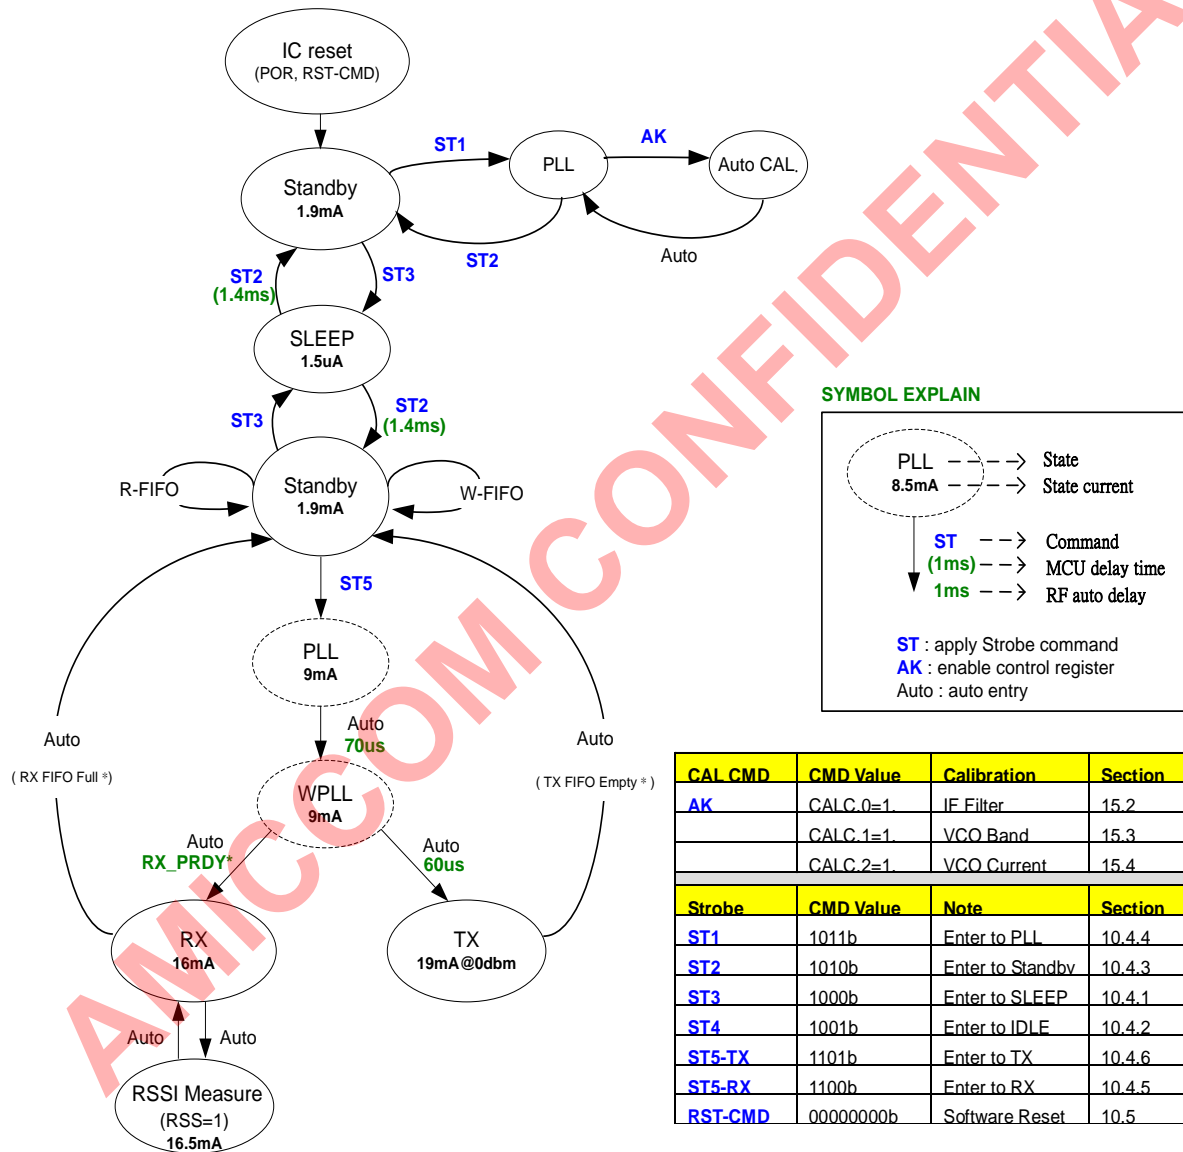 IC reset
(POR, RST-CMD)
Standby
1.9mA
ST1
PLL
AK
Auto CAL.
ST2
Auto
ST2
(1.4ms)
ST3
SLEEP
1.5uA
ST3
ST2
(1.4ms)
R-FIFO
Standby
1.9mA
W-FIFO
ST5
PLL
9mA
Auto
70us
WPLL
9mA
Auto
( RX FIFO Full *)
Auto
( TX FIFO Empty * )
Auto
RX_PRDY*
Auto
60us
RX
16mA
TX
19mA@0dbm
Auto
Auto
RSSI Measure
(RSS=1)
16.5mA
SYMBOL EXPLAIN
PLL State
8.5mA State current
ST Command
(1ms) MCU delay time
1ms RF auto delay
ST : apply Strobe command
AK : enable control register
Auto : auto entry
CAL CMD CMD Value Calibration Section
AK CALC.0=1. IF Filter 15.2
CALC.1=1. VCO Band 15.3
CALC.2=1. VCO Current 15.4
Strobe CMD Value Note Section
ST1 1011b Enter to PLL 10.4.4
ST2 1010b Enter to Standby 10.4.3
ST3 1000b Enter to SLEEP 10.4.1
ST4 1001b Enter to IDLE 10.4.2
ST5-TX 1101b Enter to TX 10.4.6
ST5-RX 1100b Enter to RX 10.4.5
RST-CMD 00000000b Software Reset 10.5
AMICCOM CONFIDENTIA